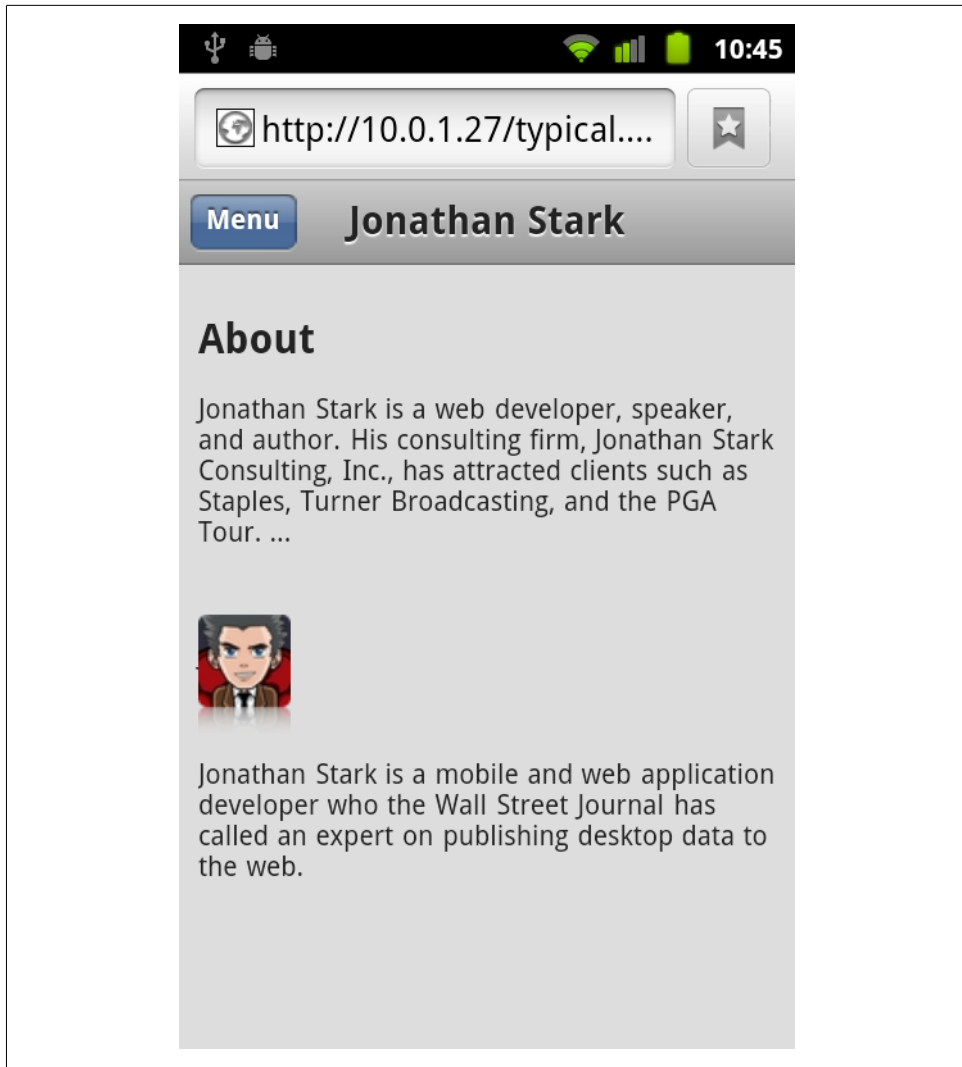 10:45
http://10.0.1.27/typical....
Menu
Jonathan Stark
About
Jonathan Stark is a web developer, speaker,
and author. His consulting firm, Jonathan Stark
Consulting, Inc., has attracted clients such as
Staples, Turner Broadcasting, and the PGA
Tour. ...
Jonathan Stark is a mobile and web application
developer who the Wall Street Journal has
called an expert on publishing desktop data to
the web.